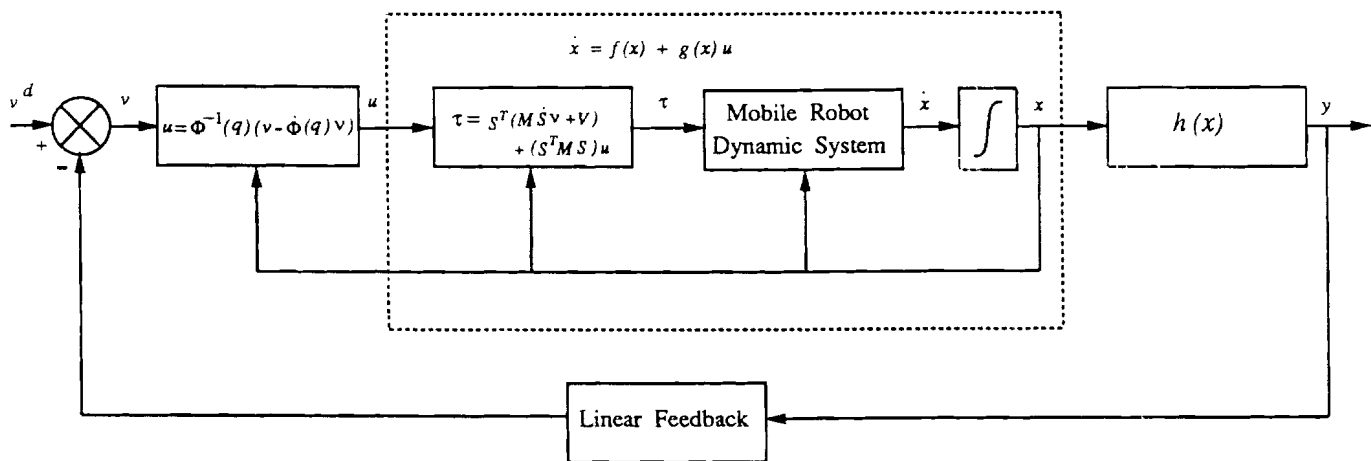 ẋ = f(x) + g(x) u
v^d
v
u = Φ⁻¹(q)(v - Φ̇(q) ν)
u
τ = S^T(M Ṡ ν + V)
+ (S^T M S) u
τ
Mobile Robot
Dynamic System
ẋ
∫
x
h(x)
y
+
-
Linear Feedback